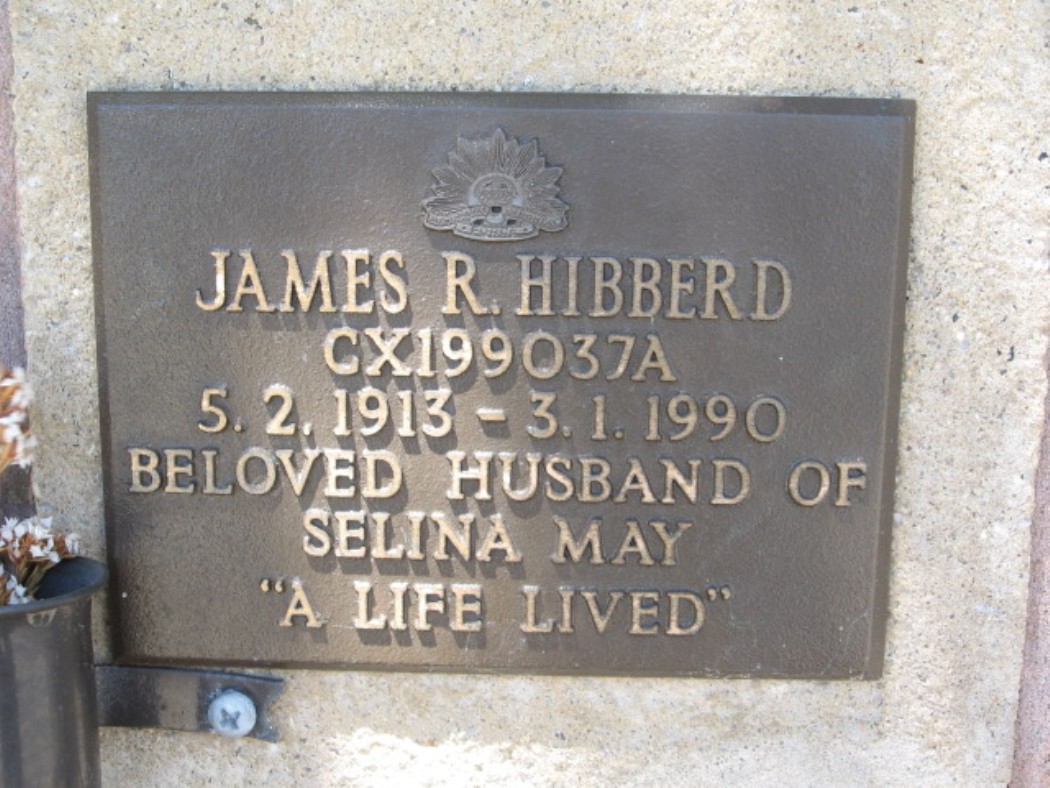 JAMES R. HIBBERD
CX199037A
5. 2. 1913 - 3. 1. 1990
BELOVED HUSBAND OF
SELINA MAY
“A LIFE LIVED”